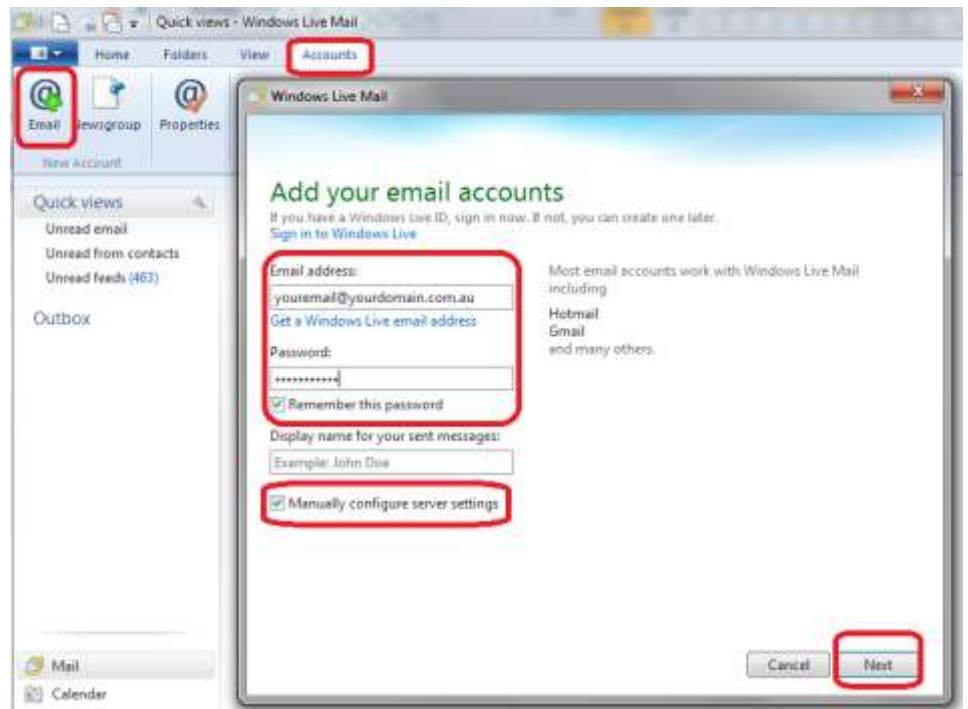 Quick views - Windows Live Mail
Home Folders View Accounts
Email Newsgroup Properties
New Account
Quick views
Unread email
Unread from contacts
Unread feeds (463)
Outbox
Mail
Calendar
Windows Live Mail
Add your email accounts
If you have a Windows Live ID, sign in now. If not, you can create one later.
Sign in to Windows Live
Email address:
youremail@yourdomain.com.au
Get a Windows Live email address
Password:
•••••••••••
Remember this password
Display name for your sent messages:
Example: John Doe
Manually configure server settings
Most email accounts work with Windows Live Mail
including
Hotmail
Gmail
and many others.
Cancel Next